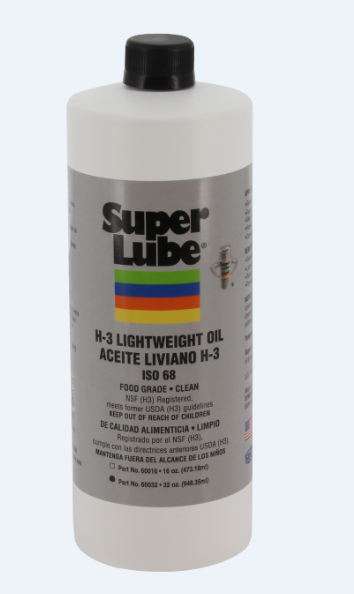 Super
Lube®
H-3 LIGHTWEIGHT OIL
ACEITE LIVIANO H-3
ISO 68
FOOD GRADE • CLEAN
NSF (H3) Registered,
meets former USDA (H3) guidelines
KEEP OUT OF REACH OF CHILDREN
DE CALIDAD ALIMENTICIA • LIMPIO
Registrado por el NSF (H3),
cumple con las directrices anteriores USDA (H3)
MANTENGA FUERA DEL ALCANCE DE LOS NIÑOS
Part No. 60016 • 16 oz. (473.18ml)
Part No. 60032 • 32 oz. (946.35ml)